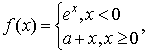 f(x) = { e^x, x < 0
a + x, x ≥ 0,